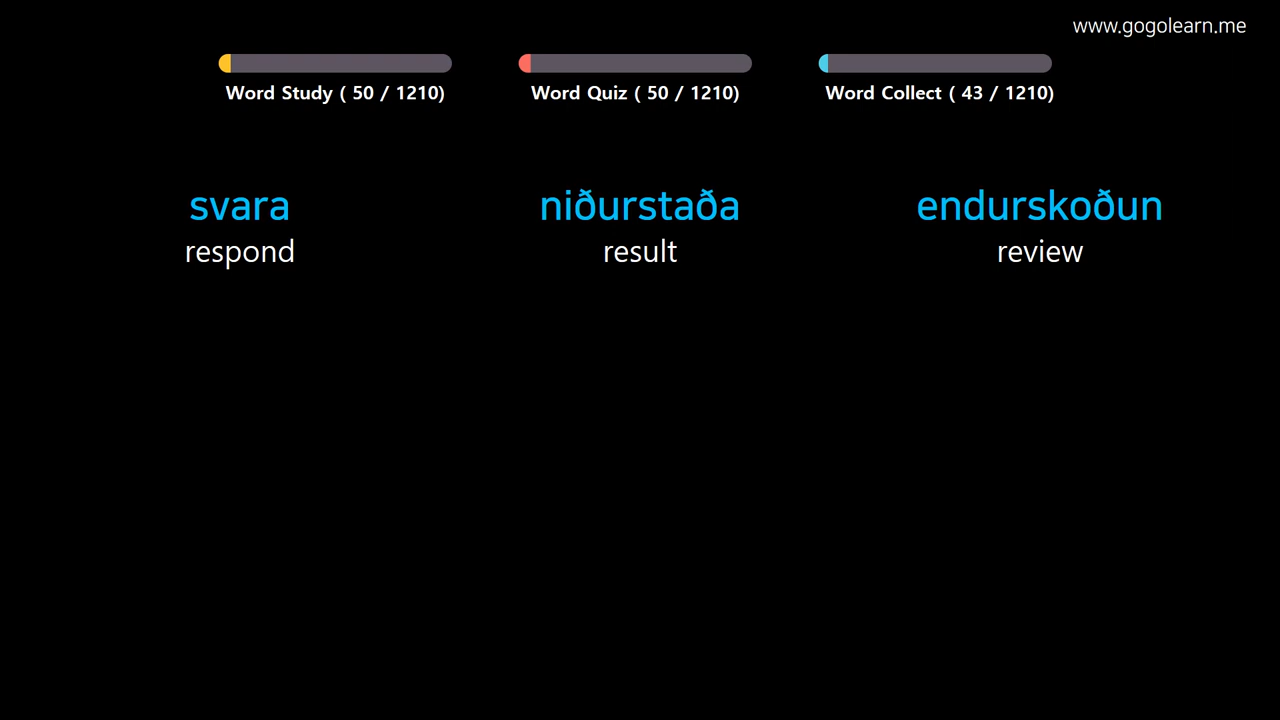 www.gogolearn.me
Word Study ( 50 / 1210)
Word Quiz ( 50 / 1210)
Word Collect ( 43 / 1210)
svara
respond
niðurstaða
result
endurskoðun
review